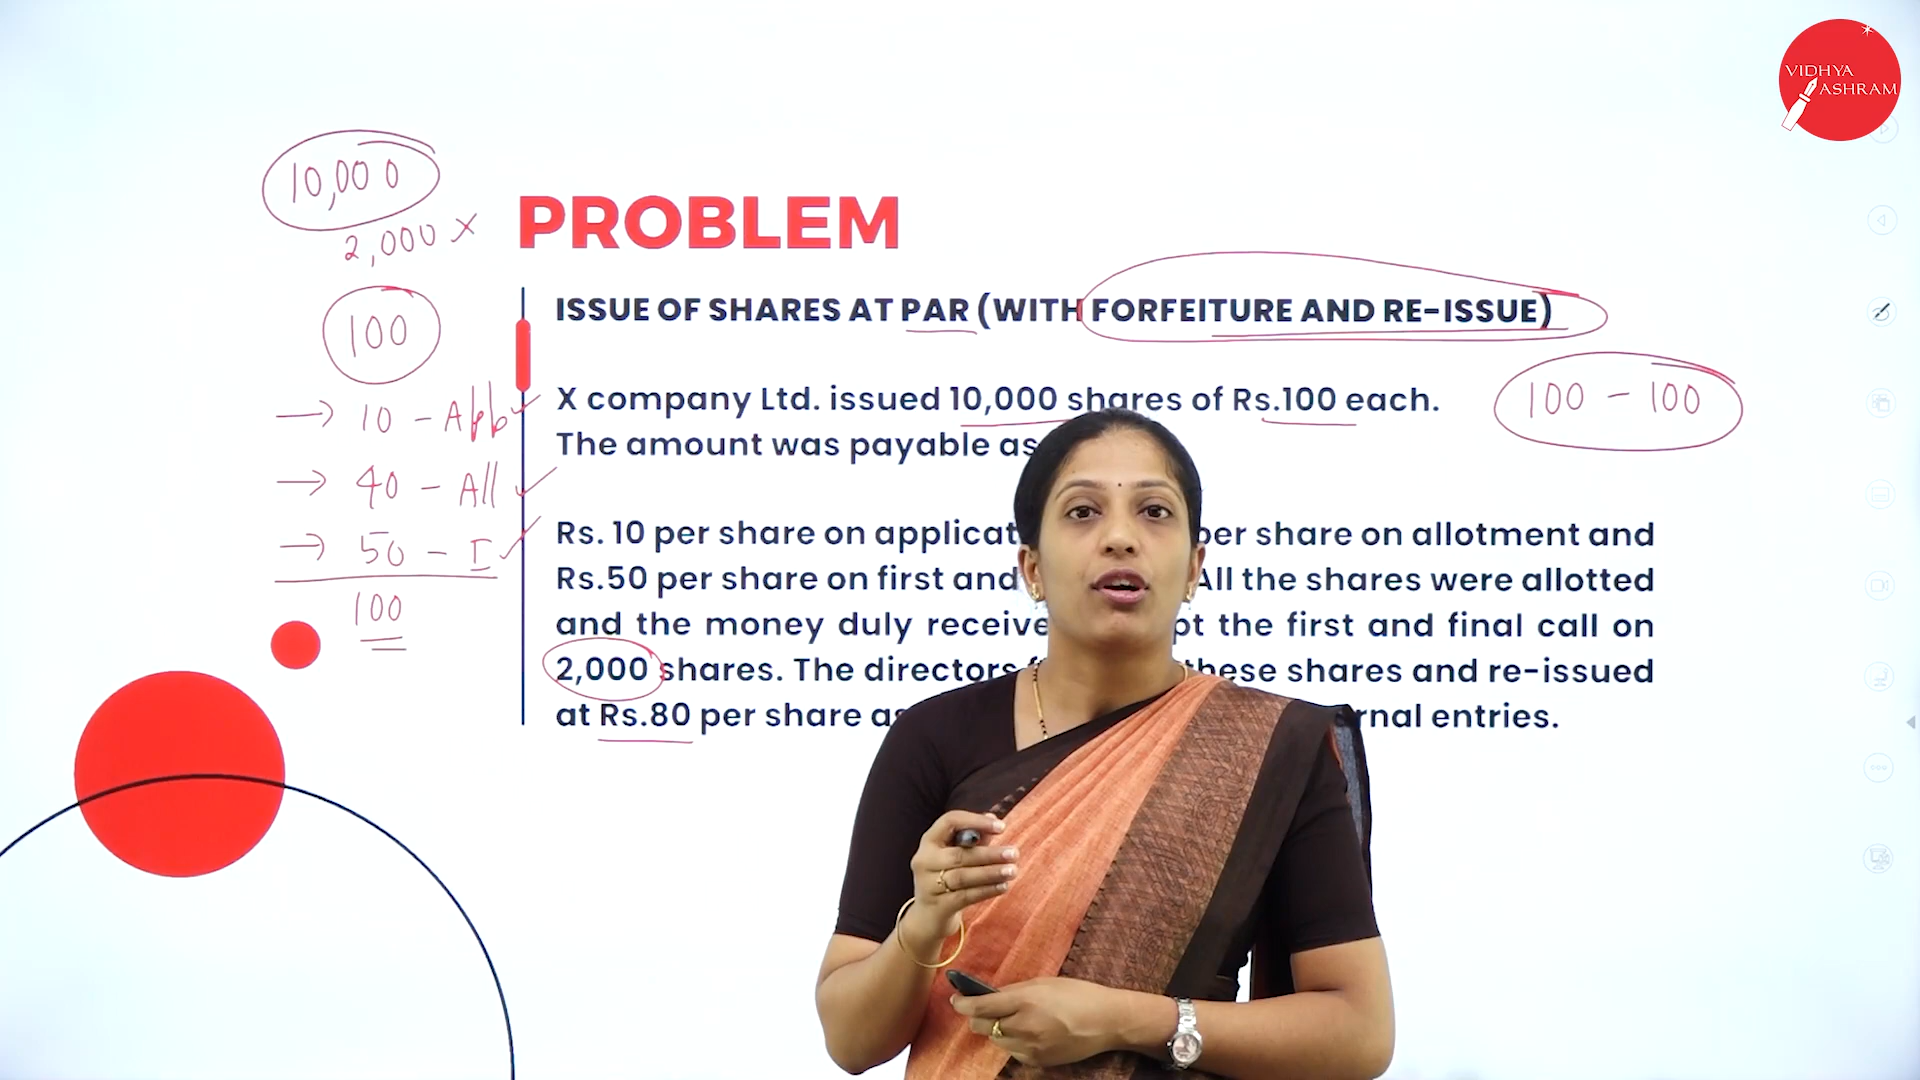 VIDHYA
ASHRAM
10,000
2,000 X
PROBLEM
100
ISSUE OF SHARES AT PAR (WITH FORFEITURE AND RE-ISSUE)
→ 10 - App
X company Ltd. issued 10,000 shares of Rs.100 each.
100 - 100
The amount was payable as
→ 40 - All
Rs. 10 per share on applicat per share on allotment and
→ 50 - I
Rs.50 per share on first and All the shares were allotted
100
and the money duly receive pt the first and final call on
2,000 shares. The directors these shares and re-issued
at Rs.80 per share as rnal entries.